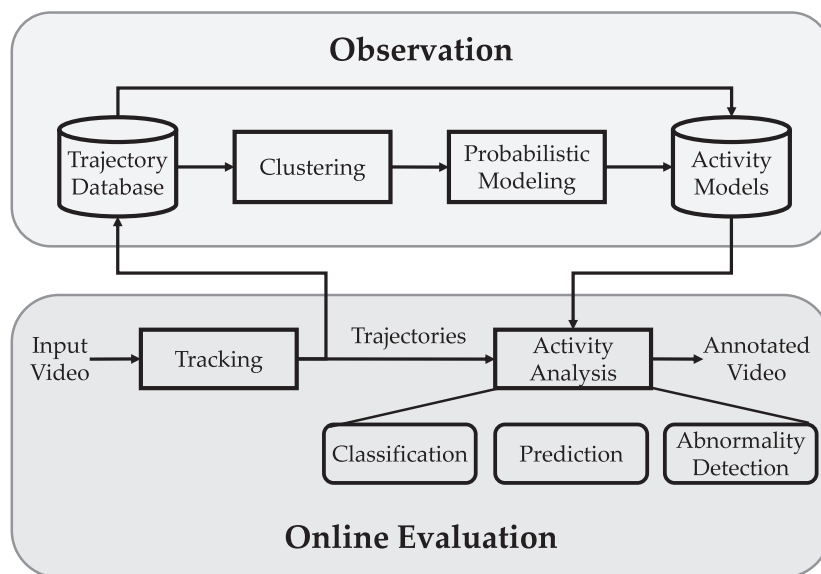 Observation
Trajectory
Database
Clustering
Probabilistic
Modeling
Activity
Models
Input
Video
Tracking
Trajectories
Activity
Analysis
Annotated
Video
Classification
Prediction
Abnormality
Detection
Online Evaluation